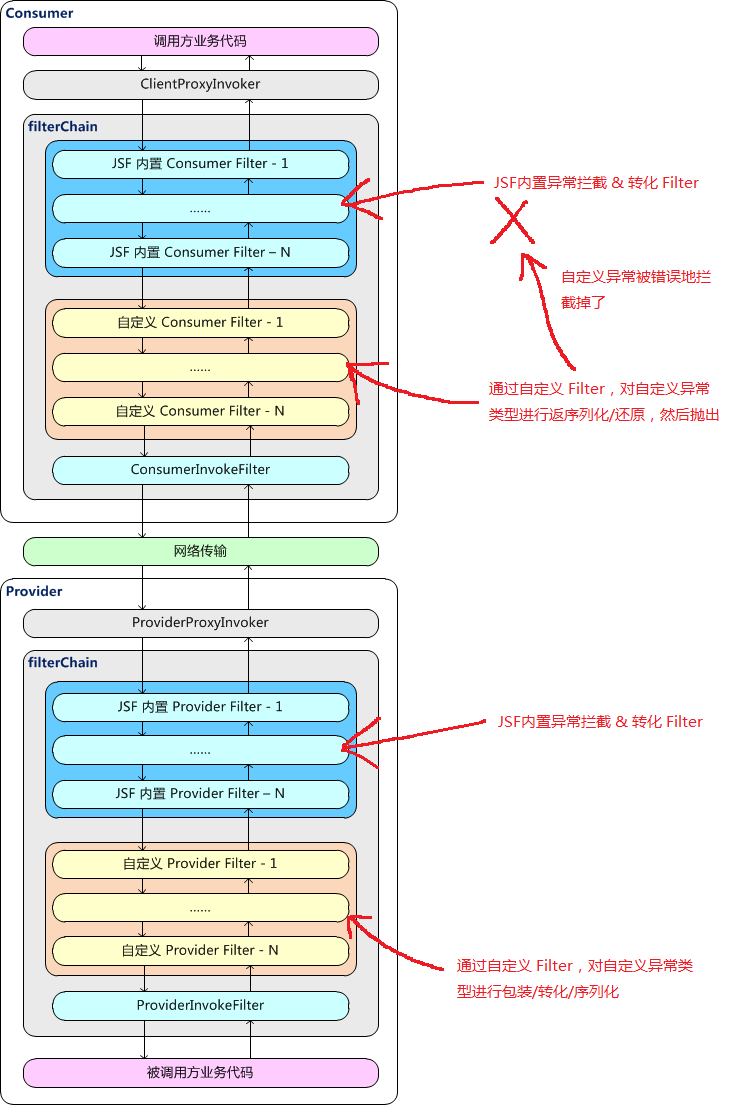 Consumer
调用方业务代码
ClientProxyInvoker
filterChain
JSF 内置 Consumer Filter - 1
......
JSF 内置 Consumer Filter – N
自定义 Consumer Filter - 1
......
自定义 Consumer Filter - N
ConsumerInvokeFilter
JSF内置异常拦截 & 转化 Filter
自定义异常被错误地拦
截掉了
通过自定义 Filter，对自定义异常
类型进行返序列化/还原，然后抛出
网络传输
Provider
ProviderProxyInvoker
filterChain
JSF 内置 Provider Filter - 1
......
JSF 内置 Provider Filter – N
自定义 Provider Filter - 1
......
自定义 Provider Filter - N
ProviderInvokeFilter
被调用方业务代码
JSF内置异常拦截 & 转化 Filter
通过自定义 Filter，对自定义异常类
型进行包装/转化/序列化